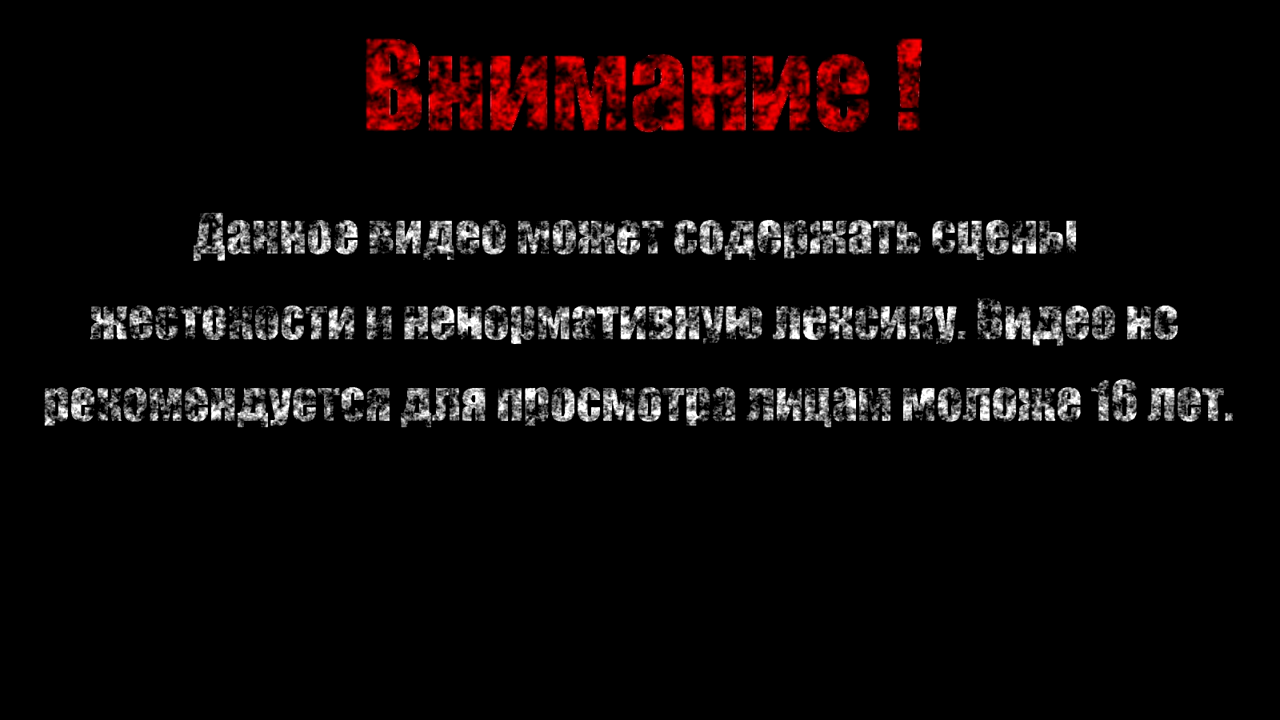 Внимание !
Данное видео может содержать сцены
жестокости и ненормативную лексику. Видео не
рекомендуется для просмотра лицам моложе 16 лет.